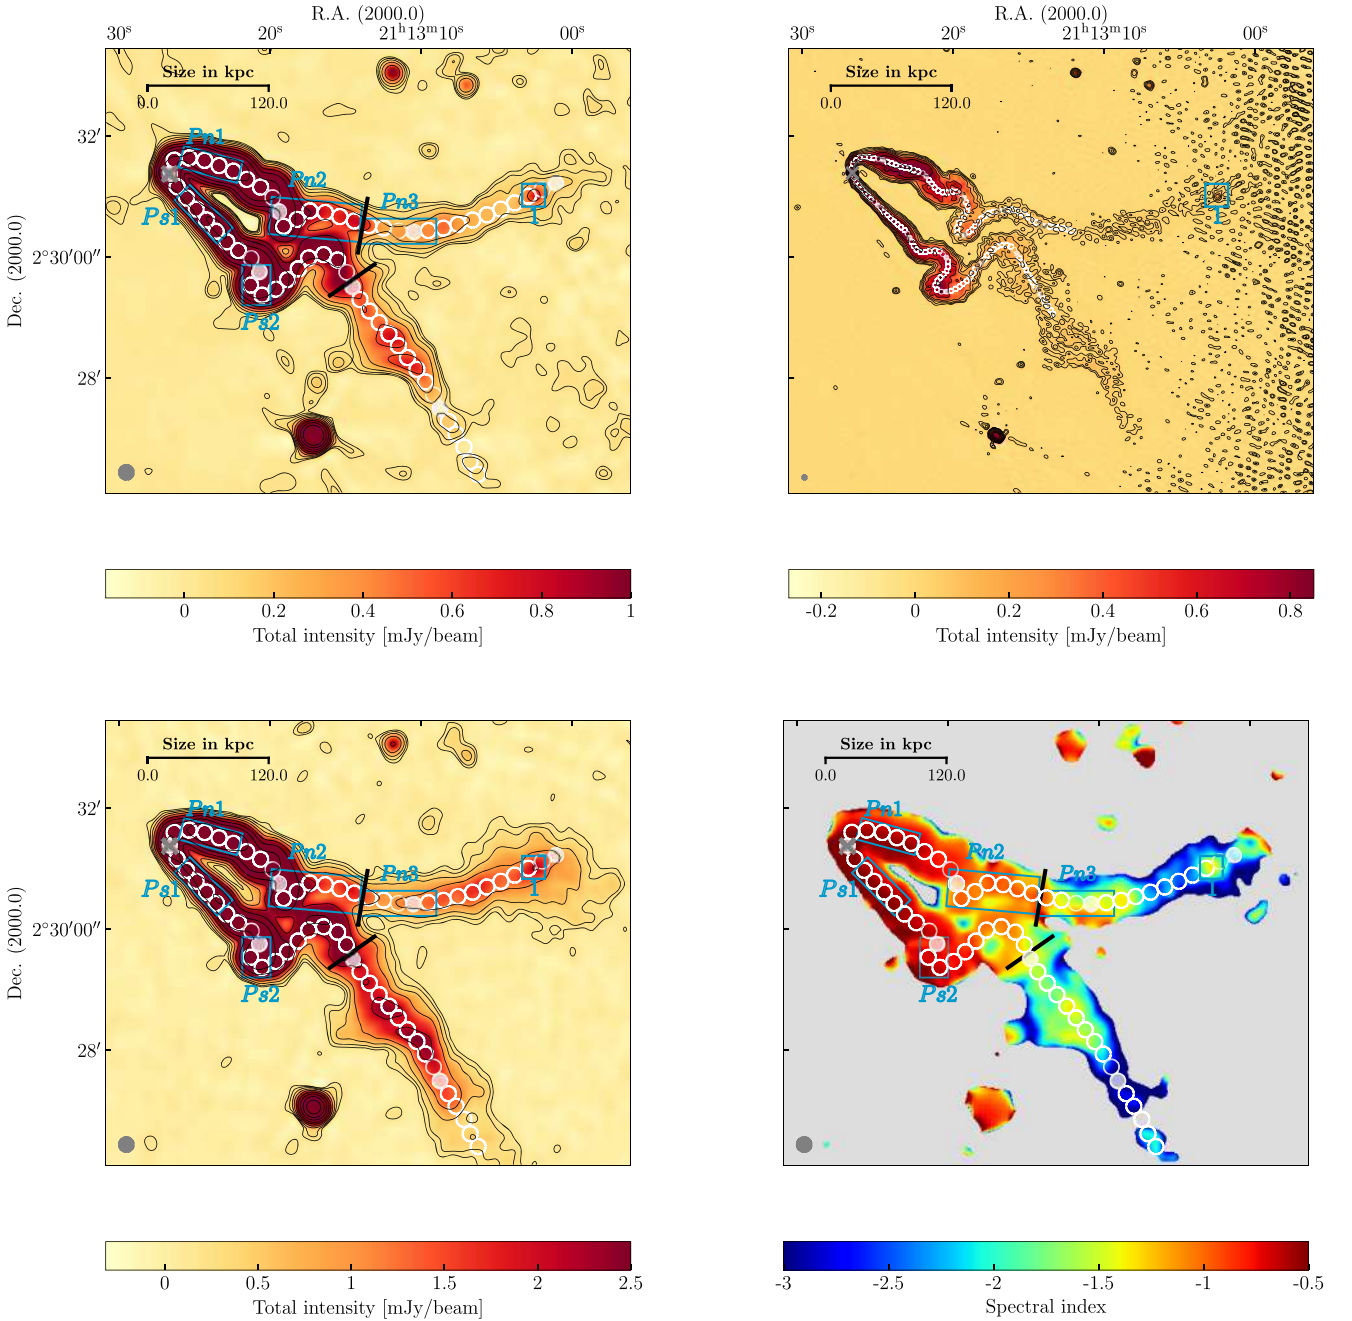 R.A. (2000.0)
30ˢ 20ˢ 21ʰ13ᵐ10ˢ 00ˢ
Size in kpc
0.0 120.0
Pn1
Pn2
Pn3
Ps1
Ps2
1
32′
2°30′00″
28′
Dec. (2000.0)
0 0.2 0.4 0.6 0.8 1
Total intensity [mJy/beam]
R.A. (2000.0)
30ˢ 20ˢ 21ʰ13ᵐ10ˢ 00ˢ
Size in kpc
0.0 120.0
1
-0.2 0 0.2 0.4 0.6 0.8
Total intensity [mJy/beam]
Size in kpc
0.0 120.0
Pn1
Pn2
Pn3
Ps1
Ps2
1
32′
2°30′00″
28′
Dec. (2000.0)
0 0.5 1 1.5 2 2.5
Total intensity [mJy/beam]
Size in kpc
0.0 120.0
Pn1
Pn2
Pn3
Ps1
Ps2
1
-3 -2.5 -2 -1.5 -1 -0.5
Spectral index